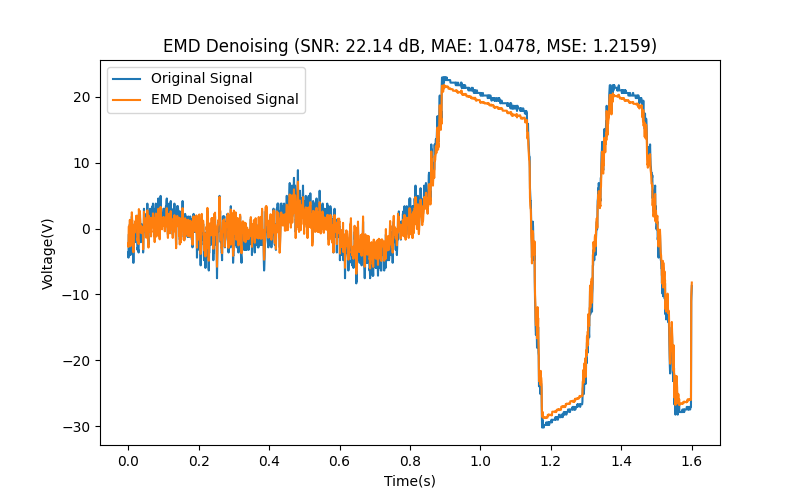 EMD Denoising (SNR: 22.14 dB, MAE: 1.0478, MSE: 1.2159)
Original Signal
EMD Denoised Signal
Voltage(V)
20
10
0
−10
−20
−30
0.0 0.2 0.4 0.6 0.8 1.0 1.2 1.4 1.6
Time(s)